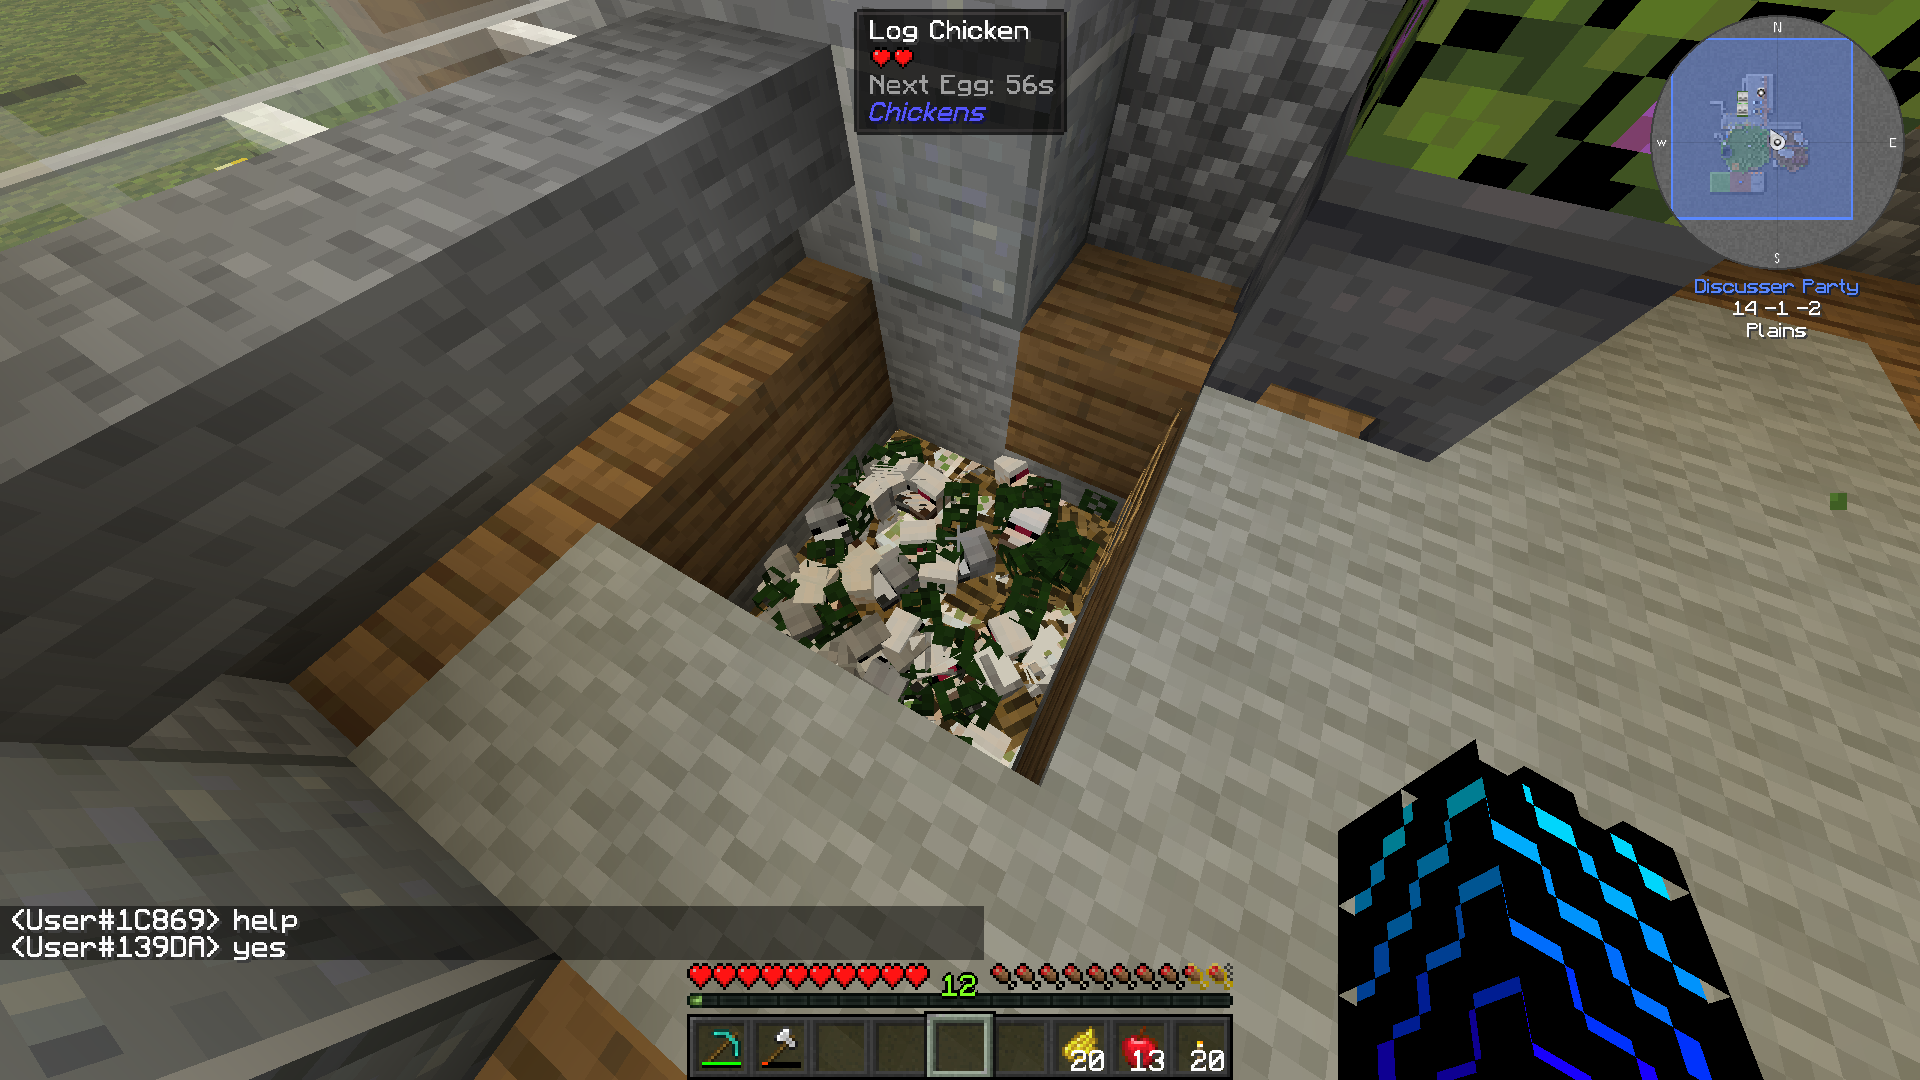 Log Chicken
Next Egg: 56s
Chickens
N
W
E
S
Discusser Party
14 -1 -2
Plains
<User#1C869> help
<User#139DA> yes
12
20
13
20